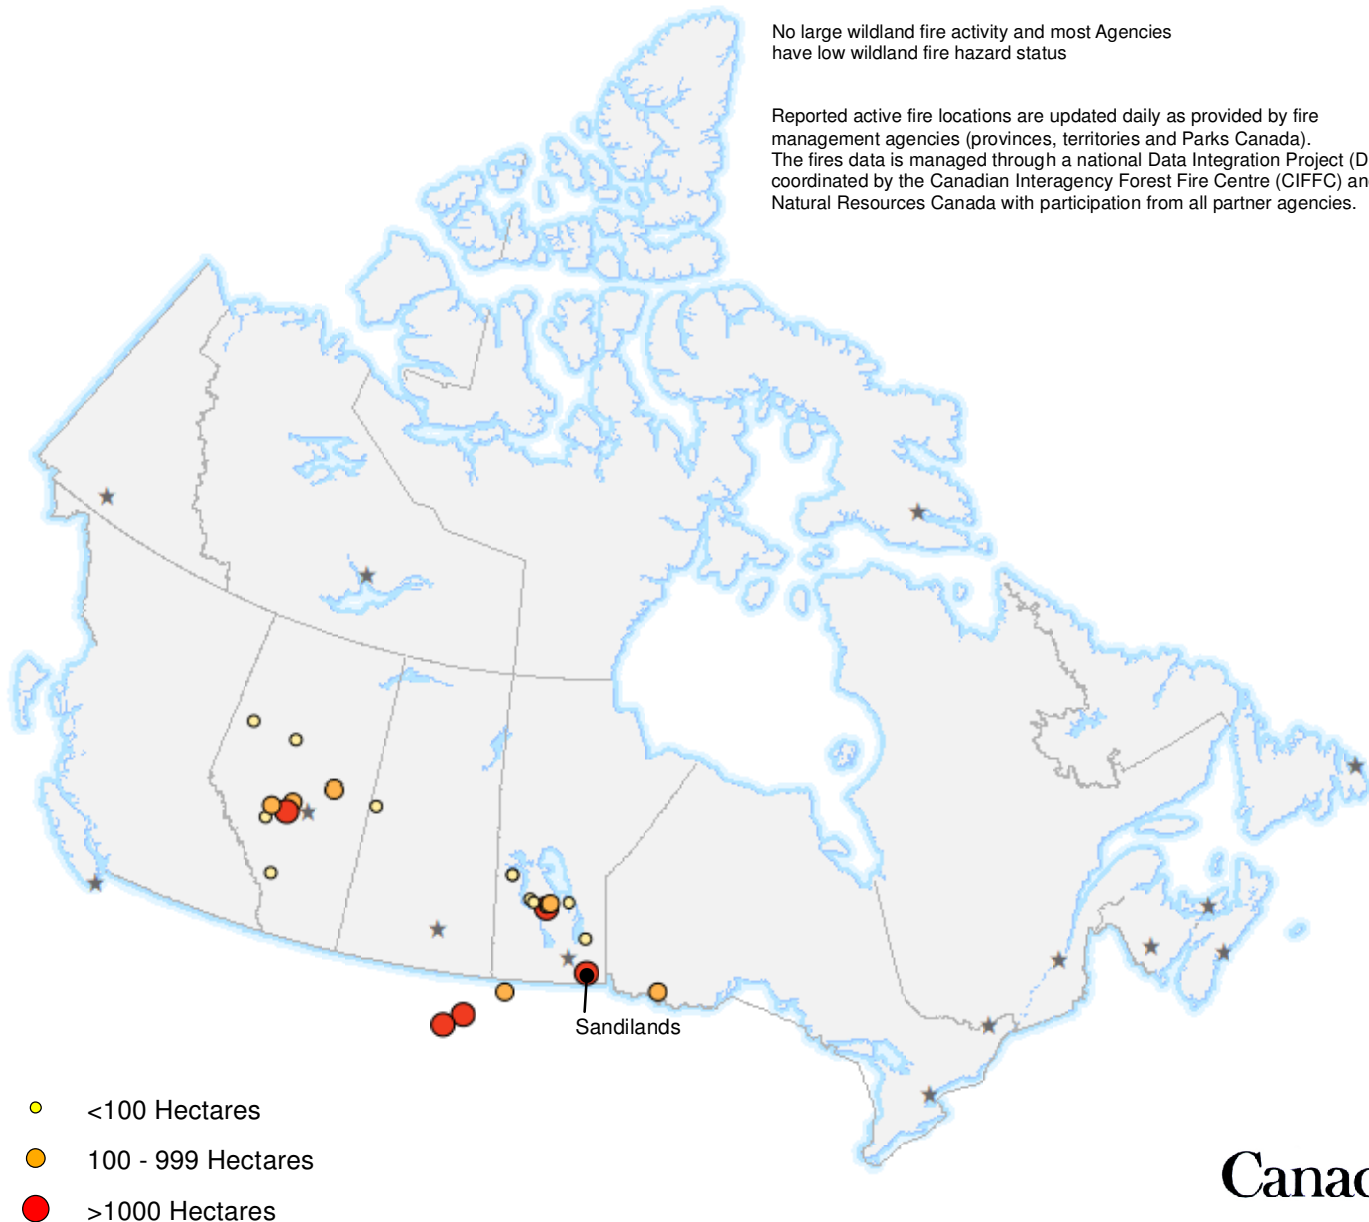 No large wildland fire activity and most Agencies
have low wildland fire hazard status
Reported active fire locations are updated daily as provided by fire
management agencies (provinces, territories and Parks Canada).
The fires data is managed through a national Data Integration Project (D
coordinated by the Canadian Interagency Forest Fire Centre (CIFFC) an
Natural Resources Canada with participation from all partner agencies.
Sandilands
<100 Hectares
100 - 999 Hectares
>1000 Hectares
Canad